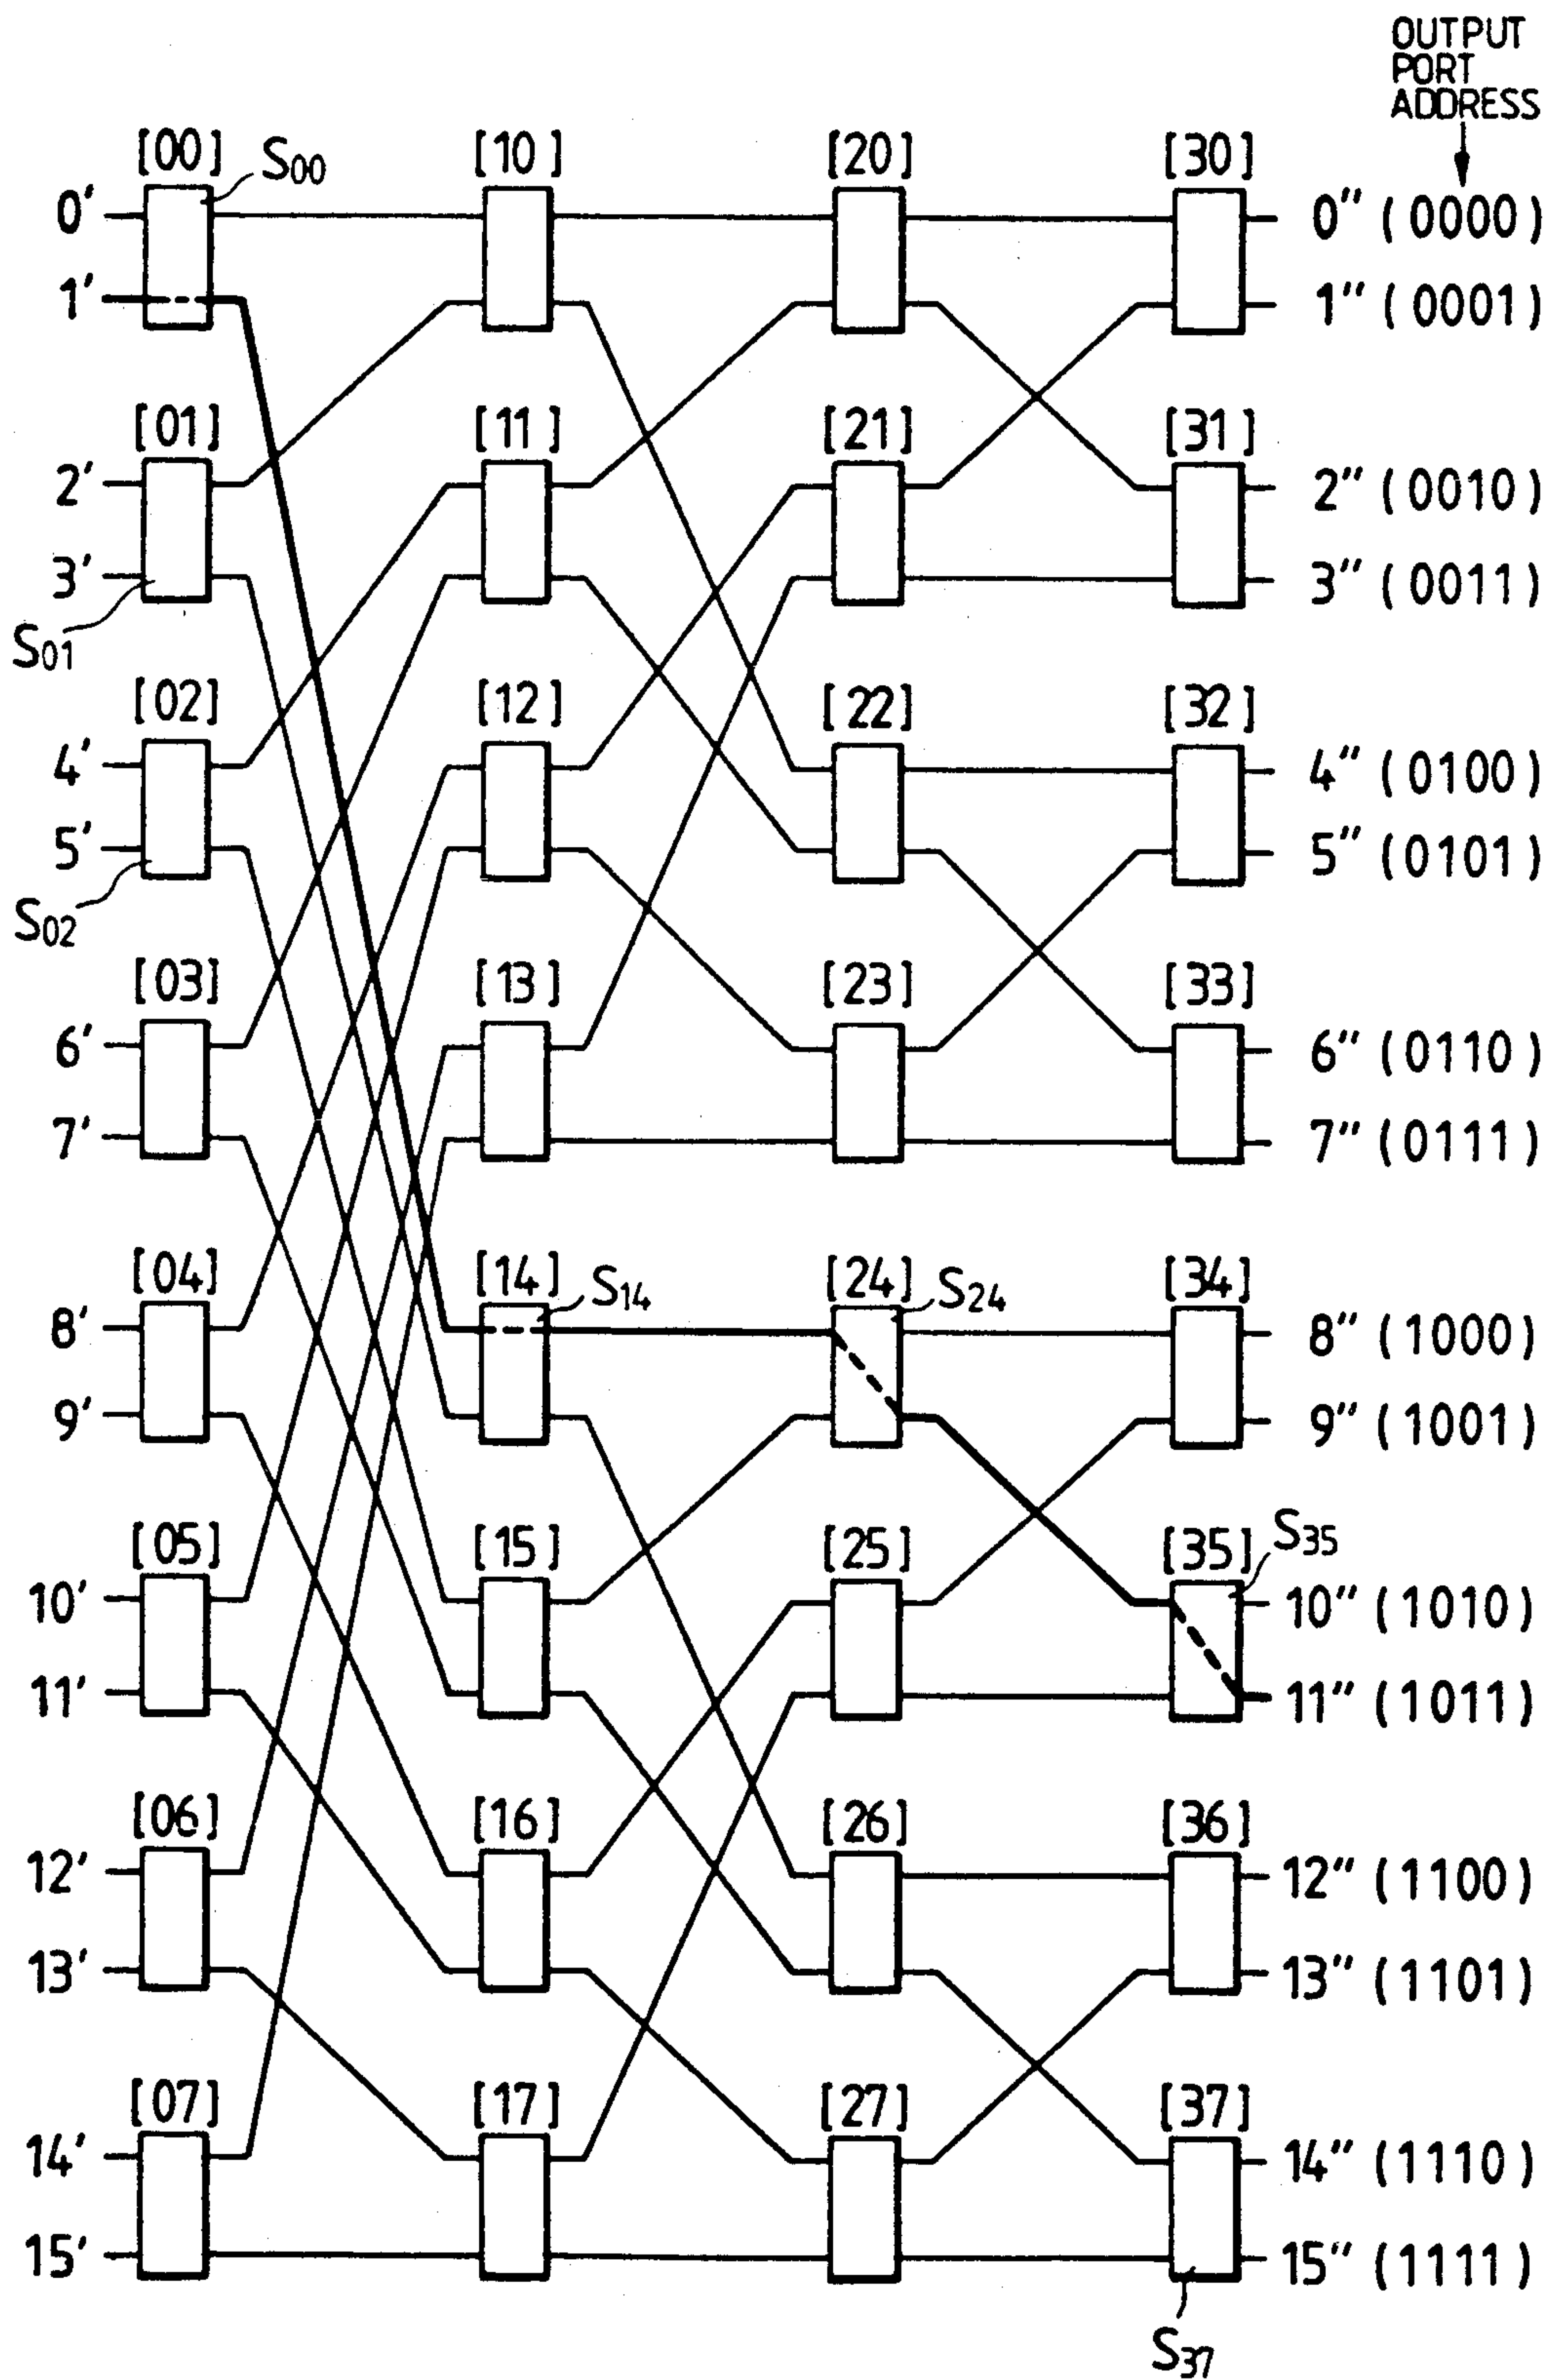 OUTPUT
PORT
ADDRESS
[00] S00 [10] [20] [30]
0' 0″ (0000)
1' 1″ (0001)
[01] [11] [21] [31]
2' 2″ (0010)
3' 3″ (0011)
S01
[02] [12] [22] [32]
4' 4″ (0100)
5' 5″ (0101)
S02
[03] [13] [23] [33]
6' 6″ (0110)
7' 7″ (0111)
[04] [14] S14 [24] S24 [34]
8' 8″ (1000)
9' 9″ (1001)
[05] [15] [25] [35] S35
10' 10″ (1010)
11' 11″ (1011)
[06] [16] [26] [36]
12' 12″ (1100)
13' 13″ (1101)
[07] [17] [27] [37]
14' 14″ (1110)
15' 15″ (1111)
S37